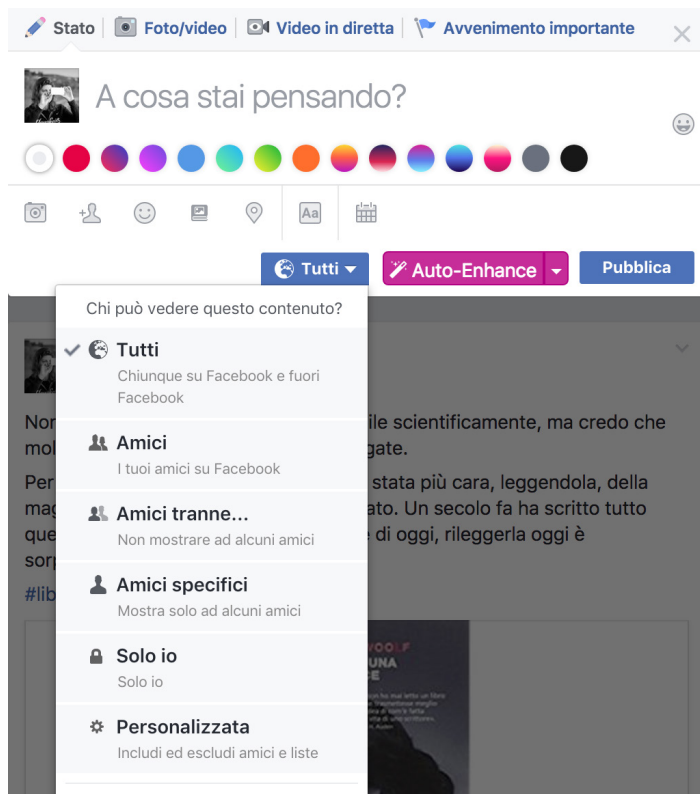 Stato Foto/video Video in diretta Avvenimento importante
A cosa stai pensando?
Aa
Tutti Auto-Enhance Pubblica
Chi può vedere questo contenuto?
Tutti
Chiunque su Facebook e fuori
Facebook
Amici
I tuoi amici su Facebook
Amici tranne...
Non mostrare ad alcuni amici
Amici specifici
Mostra solo ad alcuni amici
Solo io
Solo io
Personalizzata
Includi ed escludi amici e liste
scientificamente, ma credo che
stata più cara, leggendola, della
Un secolo fa ha scritto tutto
di oggi, rileggerla oggi è
#lib
WOOLF
UNA